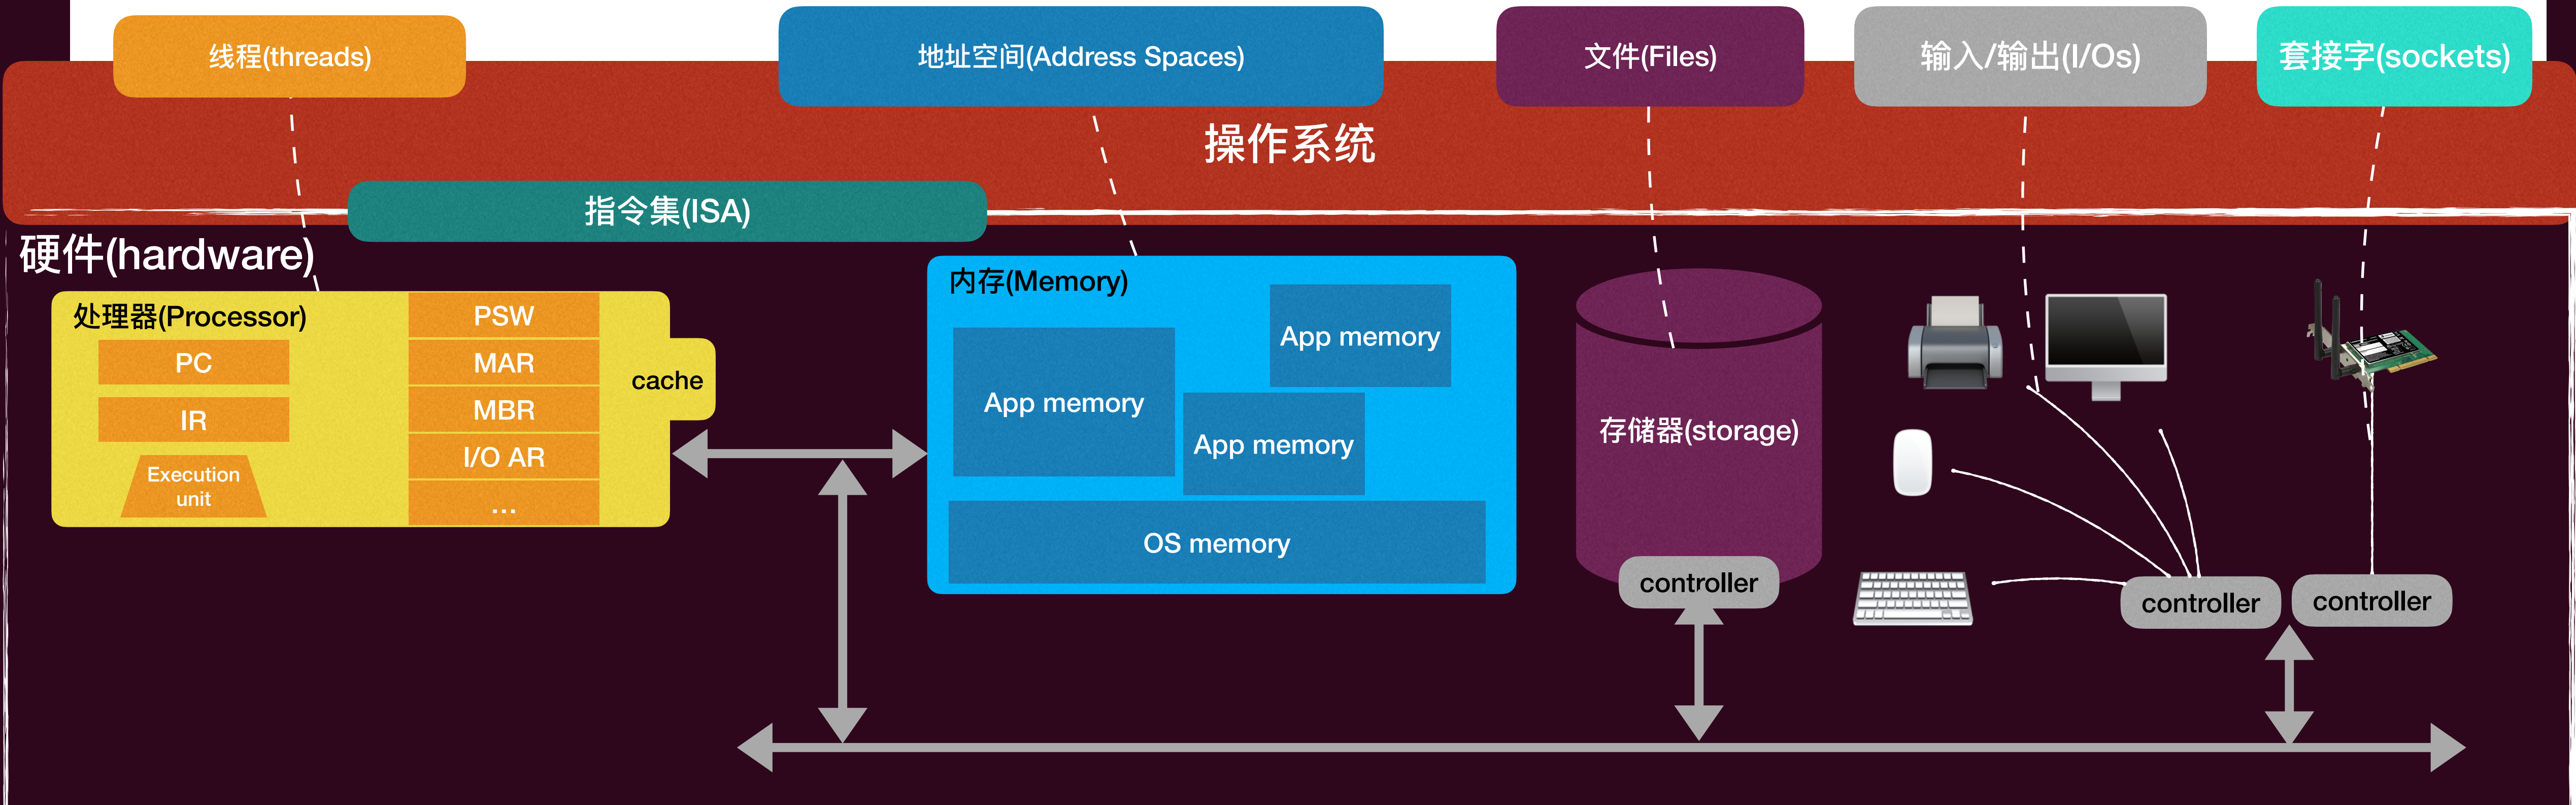 线程(threads)
地址空间(Address Spaces)
文件(Files)
输入/输出(I/Os)
套接字(sockets)
操作系统
指令集(ISA)
硬件(hardware)
处理器(Processor)
PC
IR
Execution
unit
PSW
MAR
MBR
I/O AR
...
cache
内存(Memory)
App memory
App memory
App memory
OS memory
存储器(storage)
controller
controller
controller